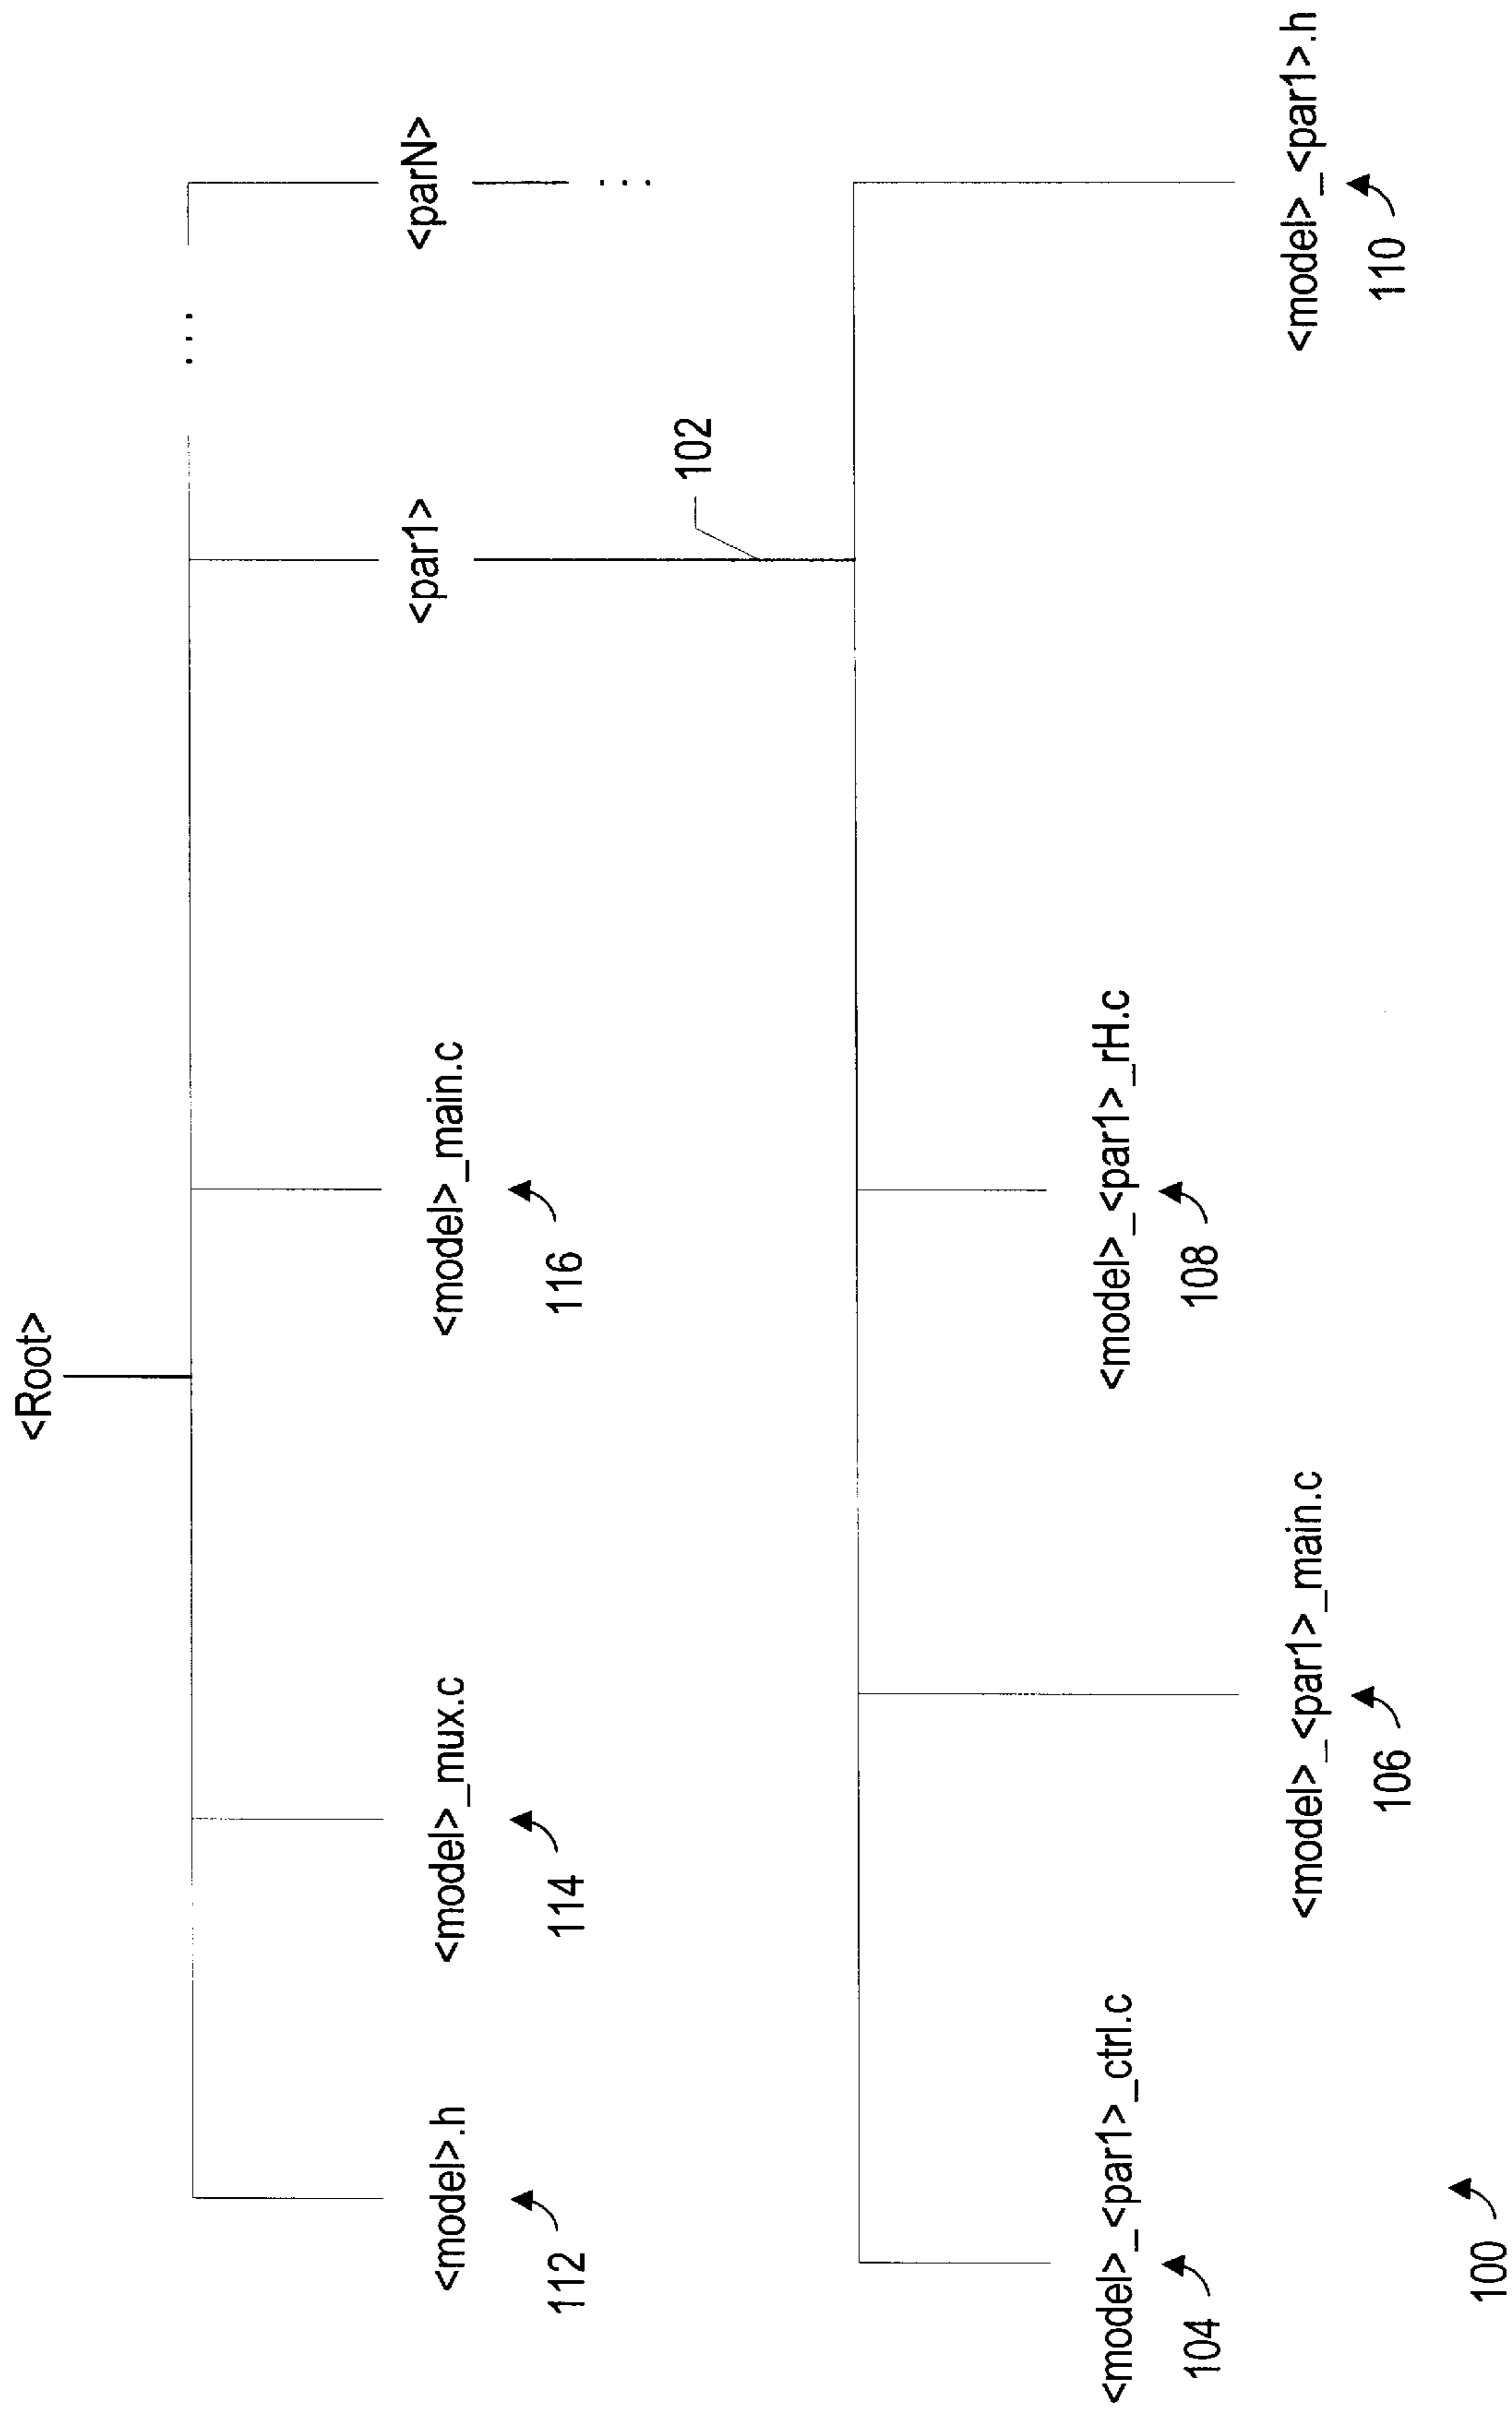 <Root>
<model>.h
<model>_mux.c
<model>_main.c
<par1>
...
<parN>
112
114
116
...
102
<model>_<par1>_ctrl.c
<model>_<par1>_main.c
<model>_<par1>_rH.c
<model>_<par1>.h
104
106
108
110
100